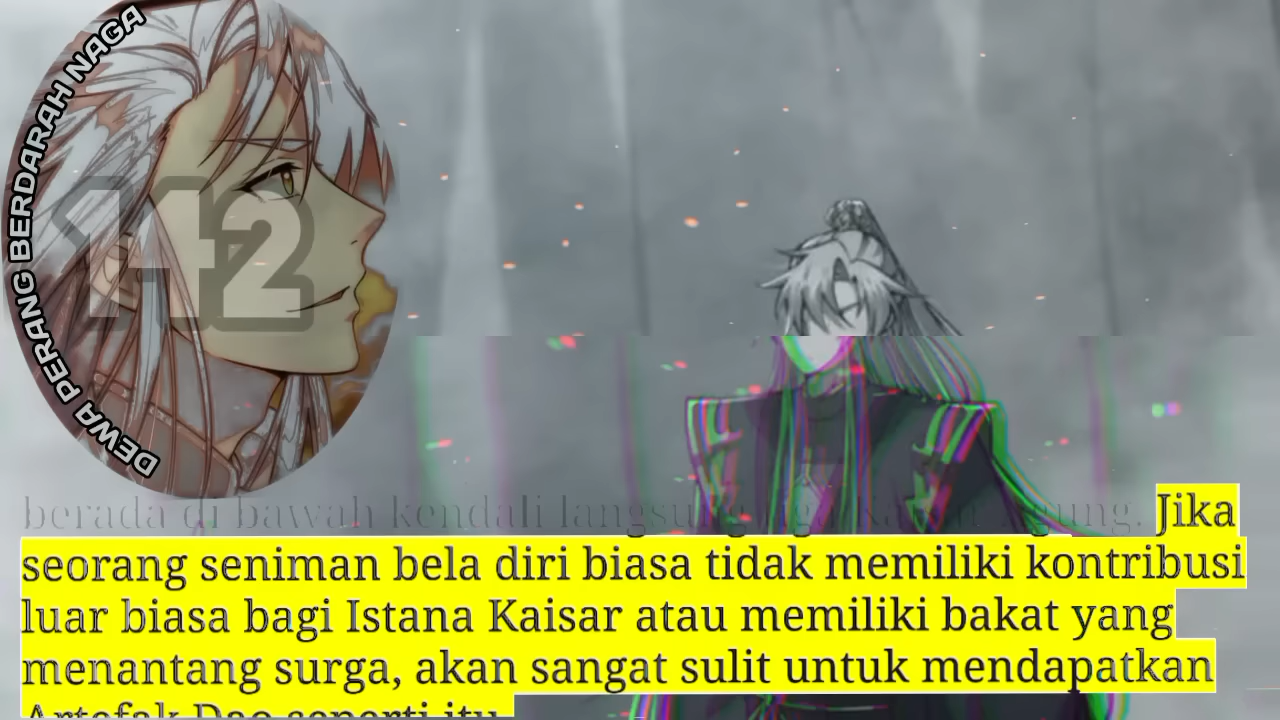 DEWA PERANG BERDARAH NAGA
142
berada di bawah kendali langsung Agung. Jika
seorang seniman bela diri biasa tidak memiliki kontribusi
luar biasa bagi Istana Kaisar atau memiliki bakat yang
menantang surga, akan sangat sulit untuk mendapatkan
Artefak Dao seperti itu.